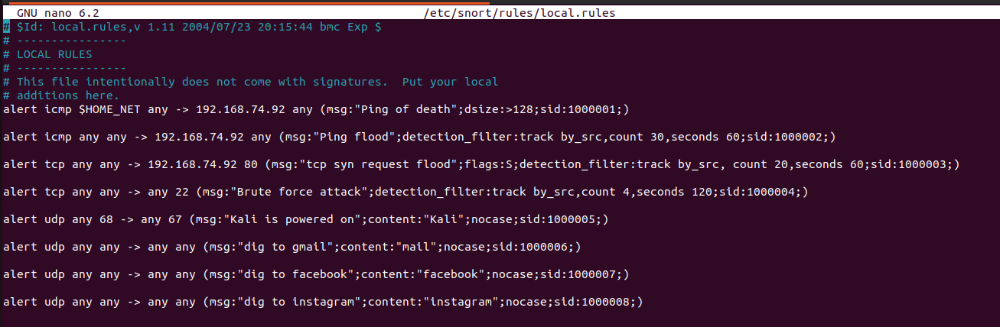 GNU nano 6.2 /etc/snort/rules/local.rules
# $Id: local.rules,v 1.11 2004/07/23 20:15:44 bmc Exp $
# ----------------
# LOCAL RULES
# ----------------
# This file intentionally does not come with signatures.  Put your local
# additions here.
alert icmp $HOME_NET any -> 192.168.74.92 any (msg:"Ping of death";dsize:>128;sid:1000001;)
alert icmp any any -> 192.168.74.92 any (msg:"Ping flood";detection_filter:track by_src,count 30,seconds 60;sid:1000002;)
alert tcp any any -> 192.168.74.92 80 (msg:"tcp syn request flood";flags:S;detection_filter:track by_src, count 20,seconds 60;sid:1000003;)
alert tcp any any -> any 22 (msg:"Brute force attack";detection_filter:track by_src,count 4,seconds 120;sid:1000004;)
alert udp any 68 -> any 67 (msg:"Kali is powered on";content:"Kali";nocase;sid:1000005;)
alert udp any any -> any any (msg:"dig to gmail";content:"mail";nocase;sid:1000006;)
alert udp any any -> any any (msg:"dig to facebook";content:"facebook";nocase;sid:1000007;)
alert udp any any -> any any (msg:"dig to instagram";content:"instagram";nocase;sid:1000008;)